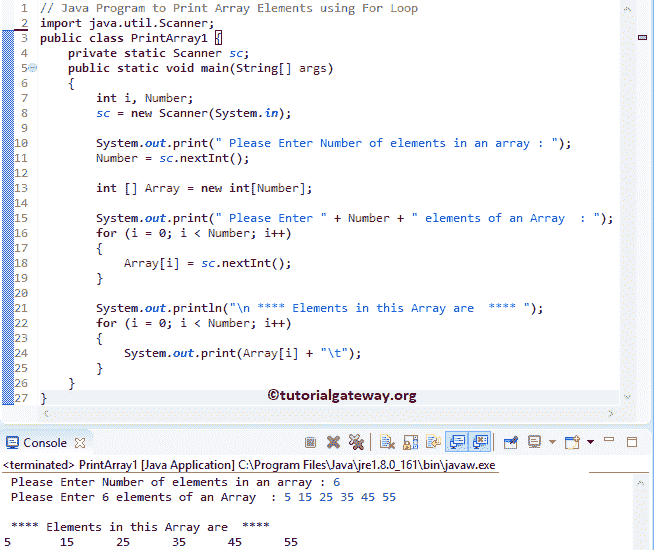 1 // Java Program to Print Array Elements using For Loop
2 import java.util.Scanner;
3 public class PrintArray1 {
4     private static Scanner sc;
5     public static void main(String[] args)
6     {
7         int i, Number;
8         sc = new Scanner(System.in);
9
10         System.out.print(" Please Enter Number of elements in an array : ");
11         Number = sc.nextInt();
12
13         int [] Array = new int[Number];
14
15         System.out.print(" Please Enter " + Number + " elements of an Array  : ");
16         for (i = 0; i < Number; i++)
17         {
18             Array[i] = sc.nextInt();
19         }
20
21         System.out.println("\n **** Elements in this Array are  **** ");
22         for (i = 0; i < Number; i++)
23         {
24             System.out.print(Array[i] + "\t");
25         }
26     }
27 }
©tutorialgateway.org
Console
<terminated> PrintArray1 [Java Application] C:\Program Files\Java\jre1.8.0_161\bin\javaw.exe
Please Enter Number of elements in an array : 6
Please Enter 6 elements of an Array  : 5 15 25 35 45 55
**** Elements in this Array are  ****
5	15	25	35	45	55